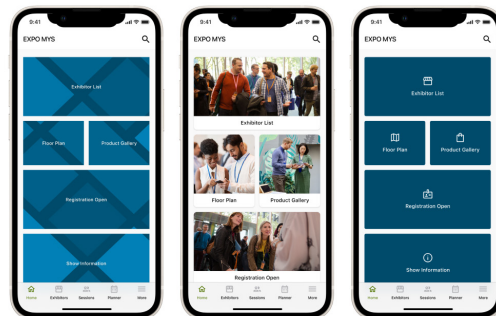 9:41
EXPO MYS
Exhibitor List
Floor Plan
Product Gallery
Registration Open
Show Information
Home
Exhibitors
Sessions
Planner
More
9:41
EXPO MYS
Exhibitor List
Floor Plan
Product Gallery
Registration Open
Home
Exhibitors
Sessions
Planner
More
9:41
EXPO MYS
Exhibitor List
Floor Plan
Product Gallery
Registration Open
Show Information
Home
Exhibitors
Sessions
Planner
More